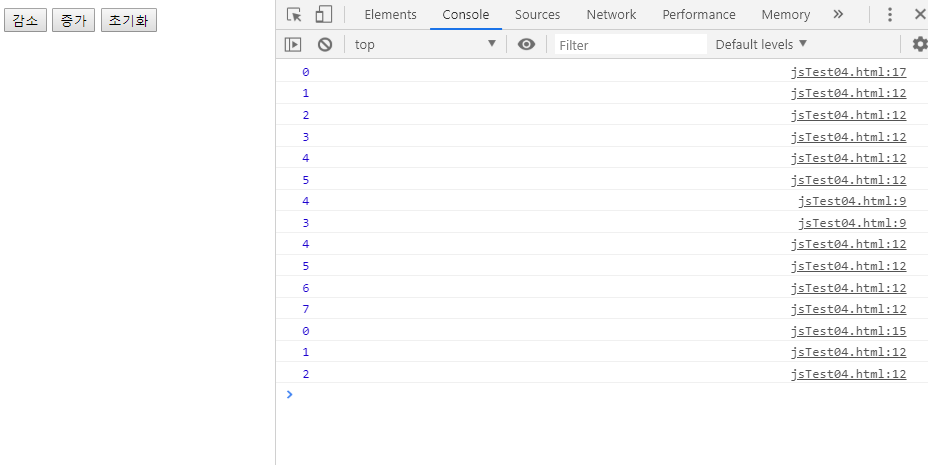 감소 증가 초기화
Elements Console Sources Network Performance Memory »
top ▼ Filter Default levels ▼
0 jsTest04.html:17
1 jsTest04.html:12
2 jsTest04.html:12
3 jsTest04.html:12
4 jsTest04.html:12
5 jsTest04.html:12
4 jsTest04.html:9
3 jsTest04.html:9
4 jsTest04.html:12
5 jsTest04.html:12
6 jsTest04.html:12
7 jsTest04.html:12
0 jsTest04.html:15
1 jsTest04.html:12
2 jsTest04.html:12